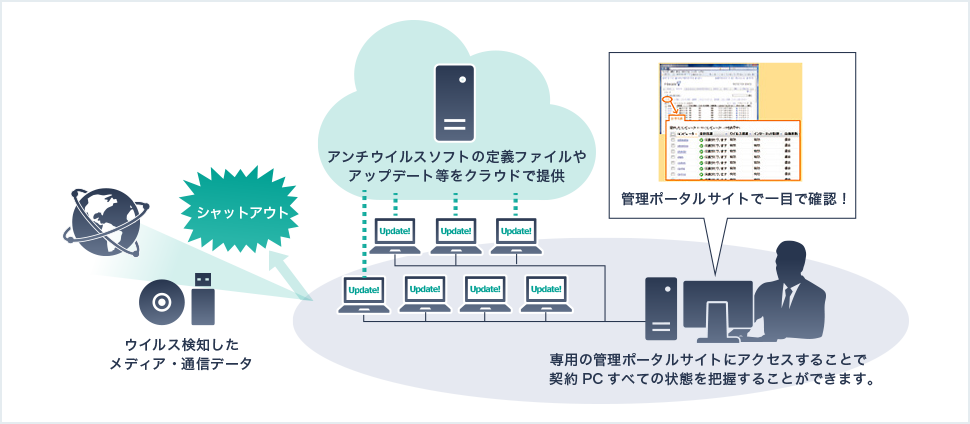 アンチウイルスソフトの定義ファイルや
アップデート等をクラウドで提供
管理ポータルサイトで一目で確認！
シャットアウト
Update!
Update!
Update!
Update!
Update!
Update!
Update!
ウイルス検知した
メディア・通信データ
専用の管理ポータルサイトにアクセスすることで
契約 PC すべての状態を把握することができます。